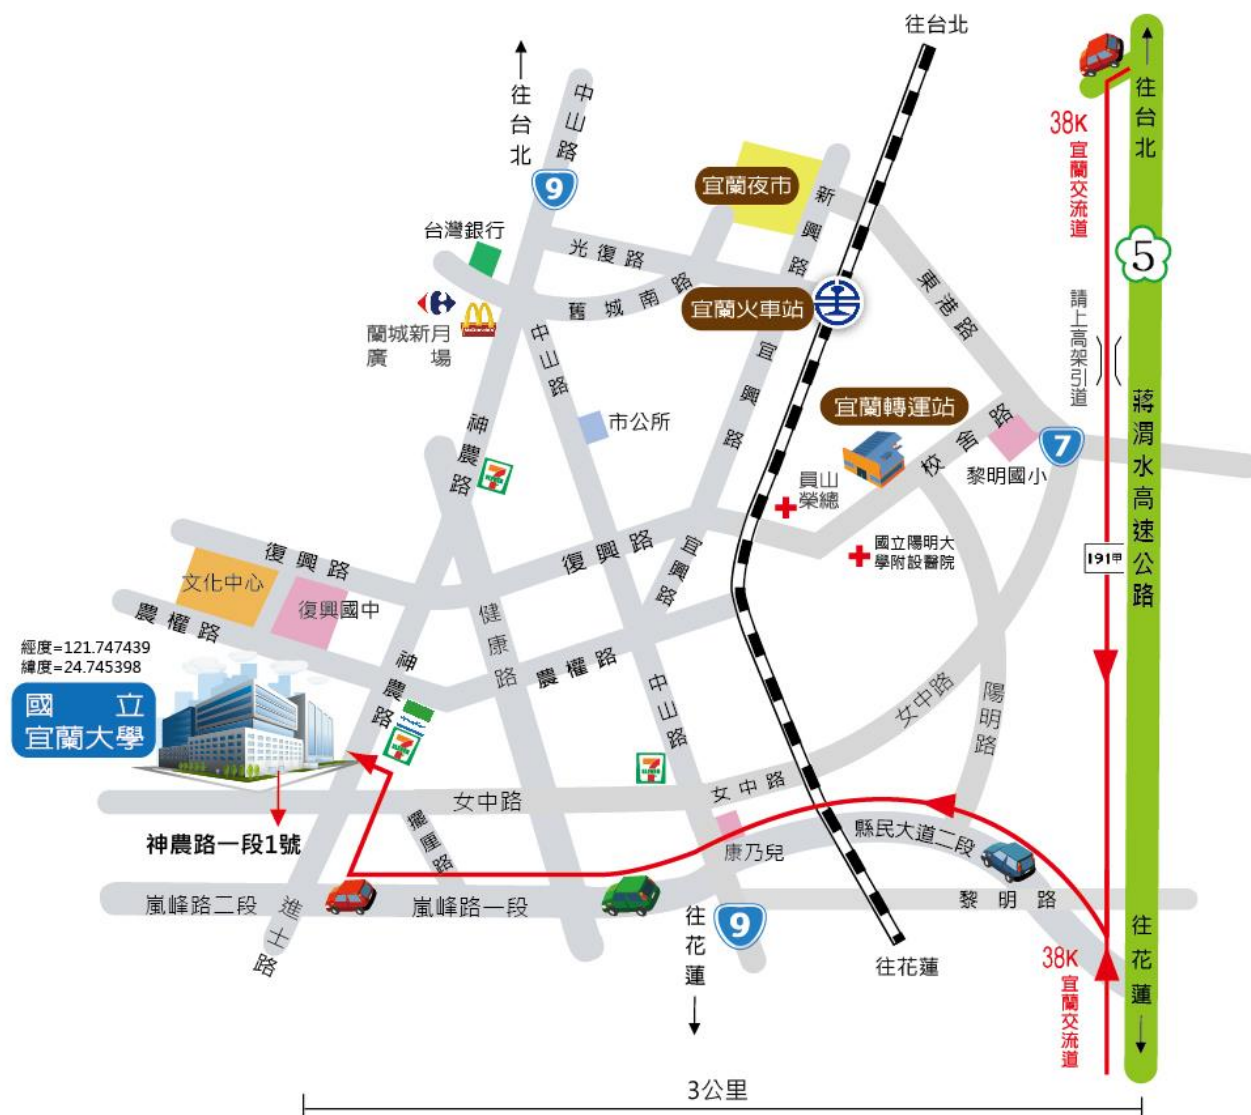 往台北
往台北
往台北
中山路
9
38K
宜蘭交流道
宜蘭夜市
新興路
台灣銀行
光復路
舊城南路
東港路
5
宜蘭火車站
請上高架引道
蘭城新月
廣場
McDonald's
中山路
宜興路
宜蘭轉運站
校舍路
市公所
神農路
7
ELEVEN
員山
榮總
黎明國小
7
蔣渭水高速公路
復興路
復興路
宜興路
國立陽明大
學附設醫院
191甲
文化中心
復興國中
健康路
農權路
農權路
經度=121.747439
緯度=24.745398
國立
宜蘭大學
神農路
7
ELEVEN
中山路
7
ELEVEN
女中路
陽明路
女中路
女中路
神農路一段1號
擺厘路
康乃兒
縣民大道二段
嵐峰路二段
進士路
嵐峰路一段
黎明路
9
往花蓮
往花蓮
往花蓮
38K
宜蘭交流道
3公里